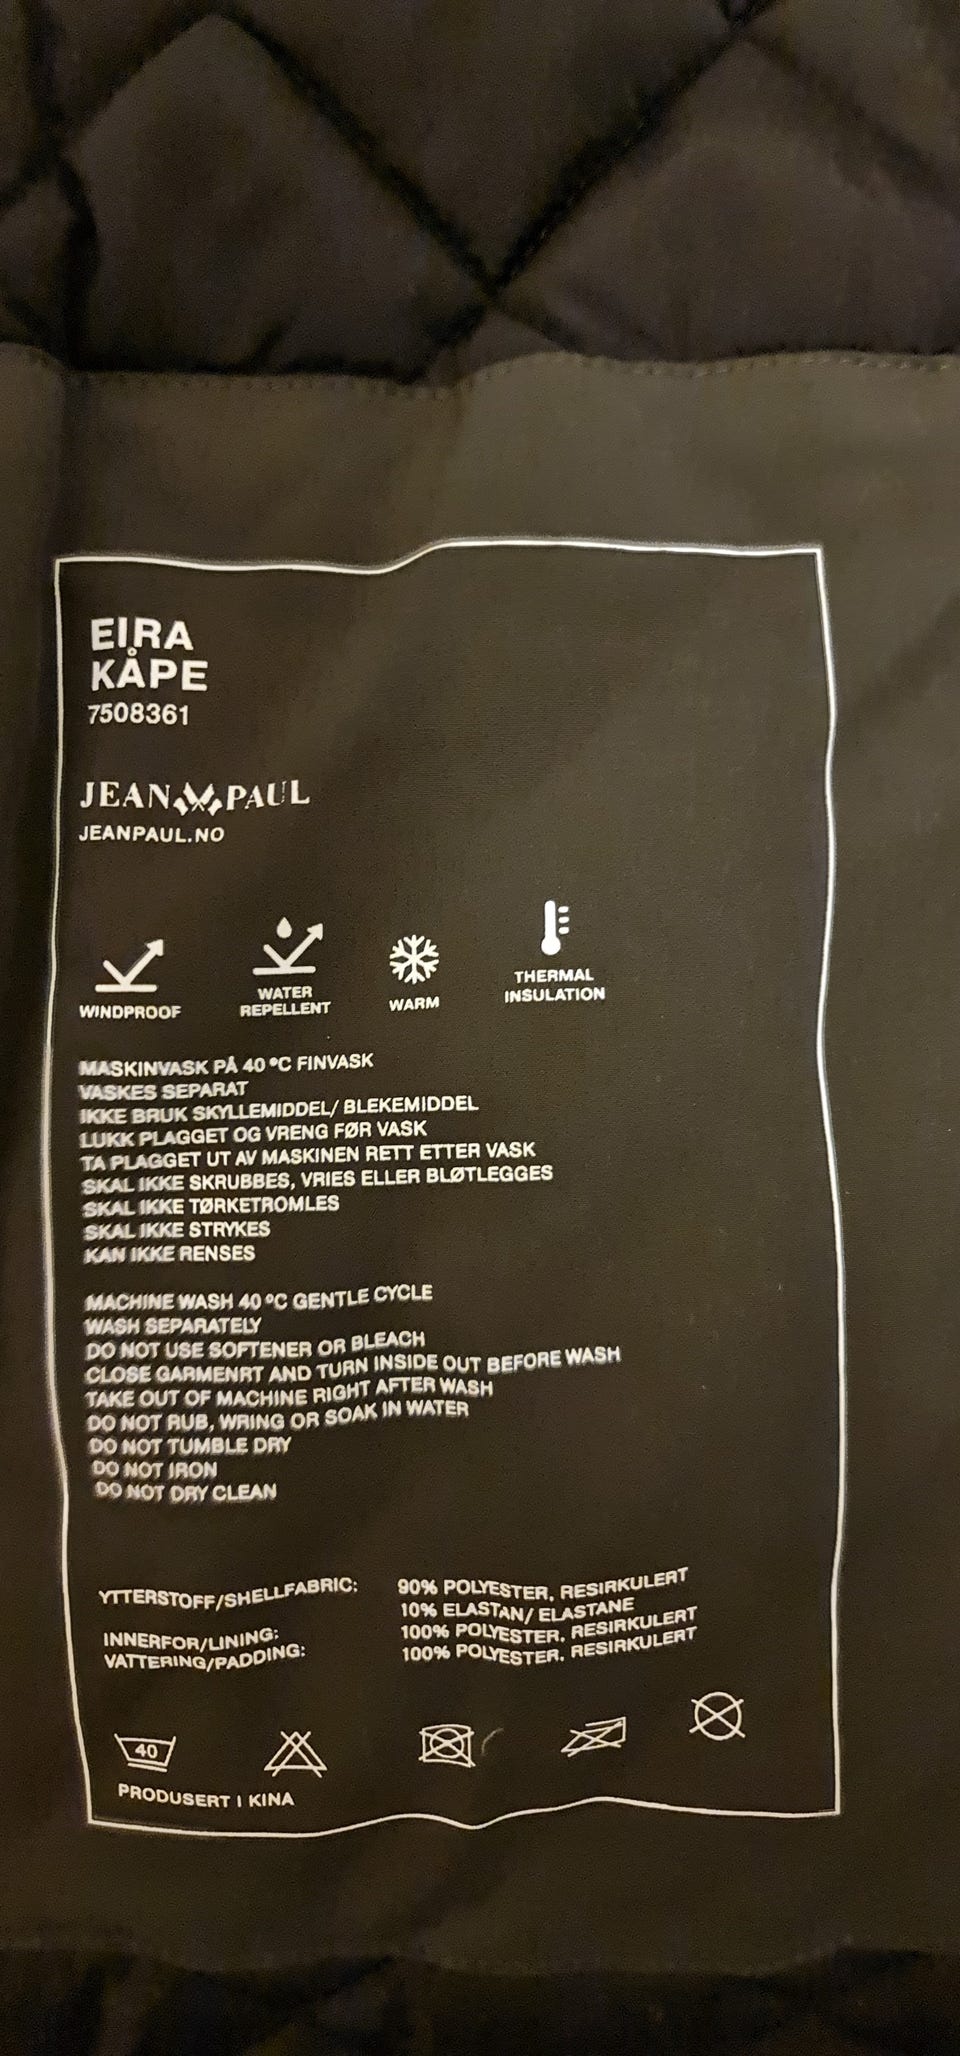 EIRA
KÅPE
7508361
JEAN PAUL
JEANPAUL.NO
WINDPROOF
WATER
REPELLENT
WARM
THERMAL
INSULATION
MASKINVASK PÅ 40 ºC FINVASK
VASKES SEPARAT
IKKE BRUK SKYLLEMIDDEL/ BLEKEMIDDEL
LUKK PLAGGET OG VRENG FØR VASK
TA PLAGGET UT AV MASKINEN RETT ETTER VASK
SKAL IKKE SKRUBBES, VRIES ELLER BLØTLEGGES
SKAL IKKE TØRKETROMLES
SKAL IKKE STRYKES
KAN IKKE RENSES
MACHINE WASH 40 ºC GENTLE CYCLE
WASH SEPARATELY
DO NOT USE SOFTENER OR BLEACH
CLOSE GARMENRT AND TURN INSIDE OUT BEFORE WASH
TAKE OUT OF MACHINE RIGHT AFTER WASH
DO NOT RUB, WRING OR SOAK IN WATER
DO NOT TUMBLE DRY
DO NOT IRON
DO NOT DRY CLEAN
YTTERSTOFF/SHELLFABRIC: 90% POLYESTER, RESIRKULERT
10% ELASTAN/ ELASTANE
INNERFOR/LINING: 100% POLYESTER, RESIRKULERT
VATTERING/PADDING: 100% POLYESTER, RESIRKULERT
40
PRODUSERT I KINA